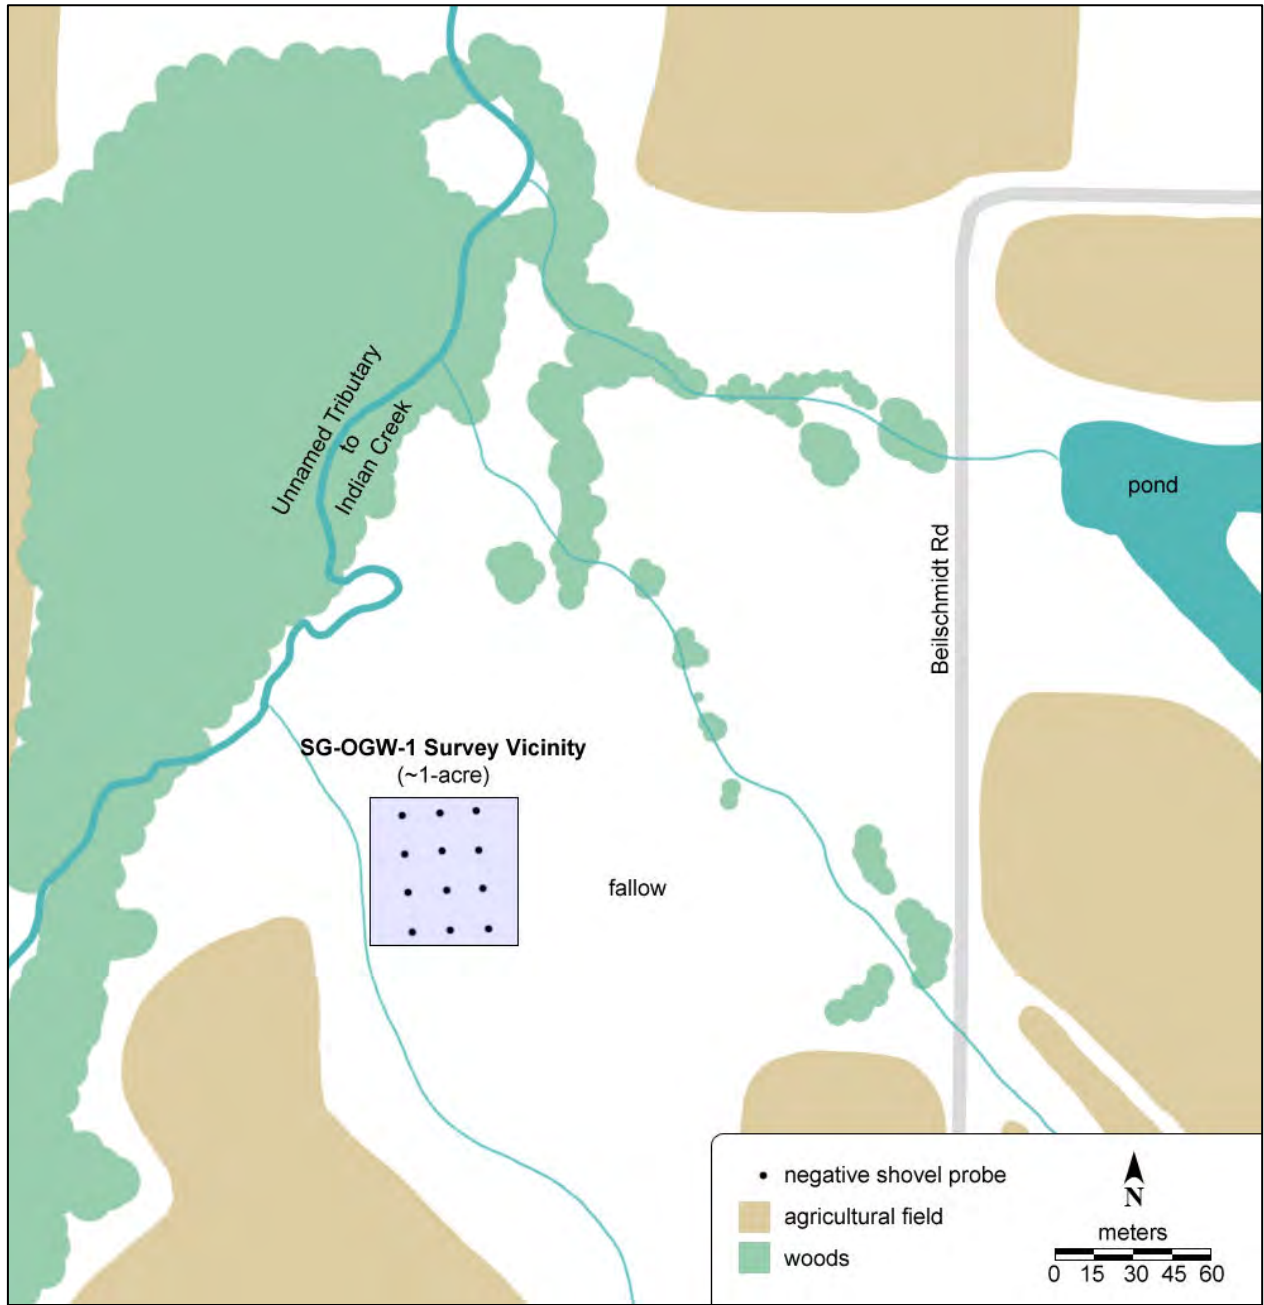 Unnamed Tributary
to
Indian Creek
pond
Beilschmidt Rd
SG-OGW-1 Survey Vicinity
(~1-acre)
fallow
negative shovel probe
agricultural field
woods
N
meters
0 15 30 45 60